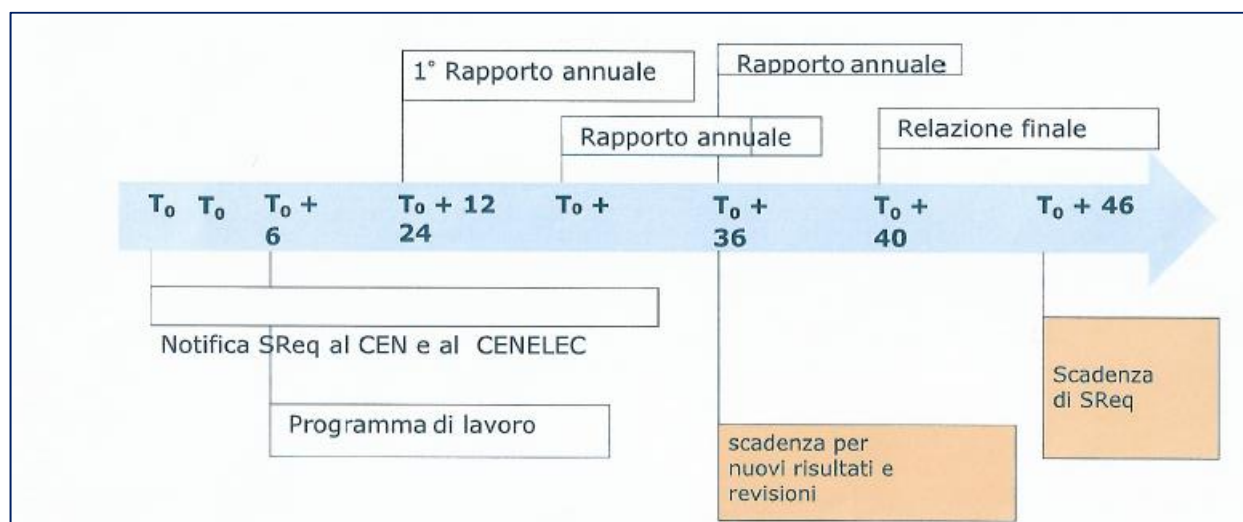 1° Rapporto annuale
Rapporto annuale
Rapporto annuale
Relazione finale
T₀ T₀ T₀ + T₀ + 12 T₀ + T₀ + T₀ + T₀ + 46
6 24 36 40
Notifica SReq al CEN e al CENELEC
Programma di lavoro
scadenza per
nuovi risultati e
revisioni
Scadenza
di SReq